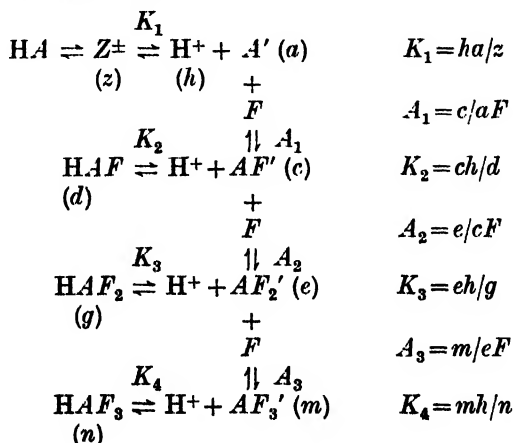 K₁
HA ⇌ Z± ⇌ H⁺ + A′ (a) K₁ = ha/z
(z) (h) +
F A₁ = c/aF
K₂ ⇅ A₁
HAF ⇌ H⁺ + AF′ (c) K₂ = ch/d
(d) +
F A₂ = e/cF
K₃ ⇅ A₂
HAF₂ ⇌ H⁺ + AF₂′ (e) K₃ = eh/g
(g) +
F A₃ = m/eF
K₄ ⇅ A₃
HAF₃ ⇌ H⁺ + AF₃′ (m) K₄ = mh/n
(n)